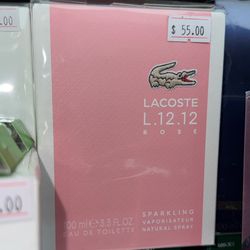 $ 55.00
LACOSTE
L.12.12
ROSE
SPARKLING
100 ml e 3.3 FL.OZ
VAPORISATEUR
EAU DE TOILETTE
NATURAL SPRAY
.00